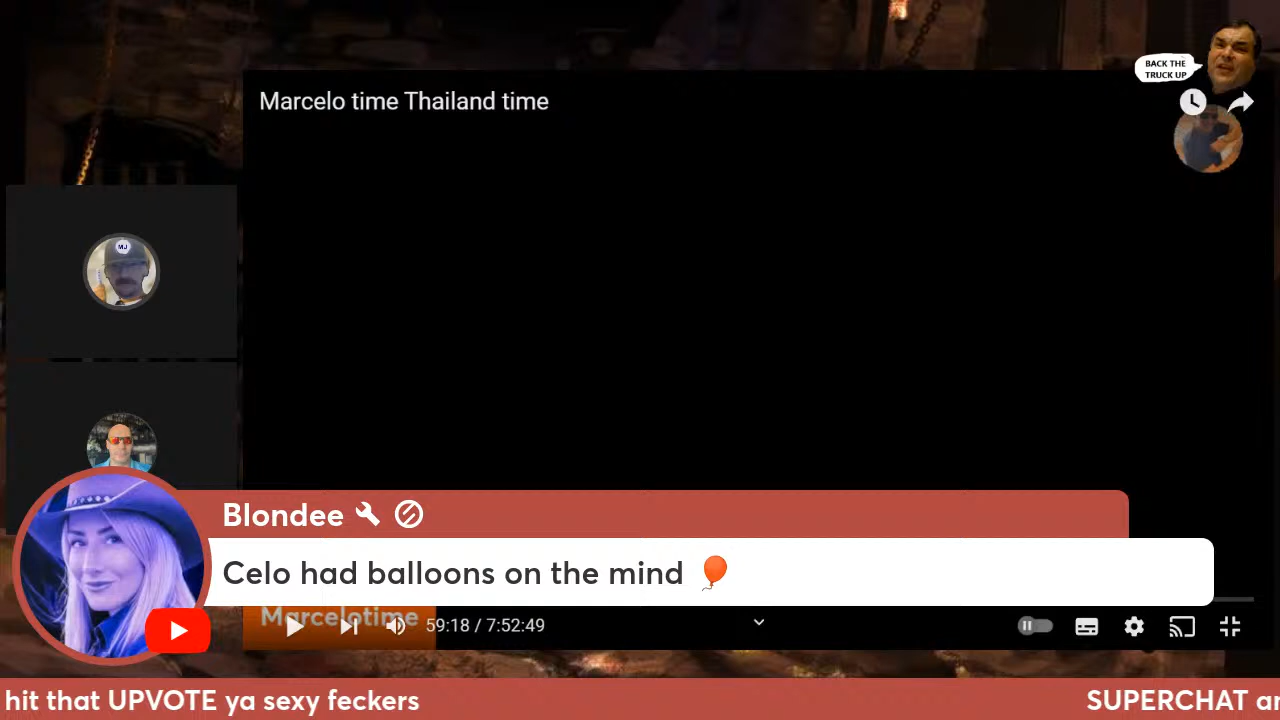 BACK THE
TRUCK UP
Marcelo time Thailand time
MJ
Blondee
Celo had balloons on the mind 🎈
Marcelotime
59:18 / 7:52:49
hit that UPVOTE ya sexy feckers
SUPERCHAT an